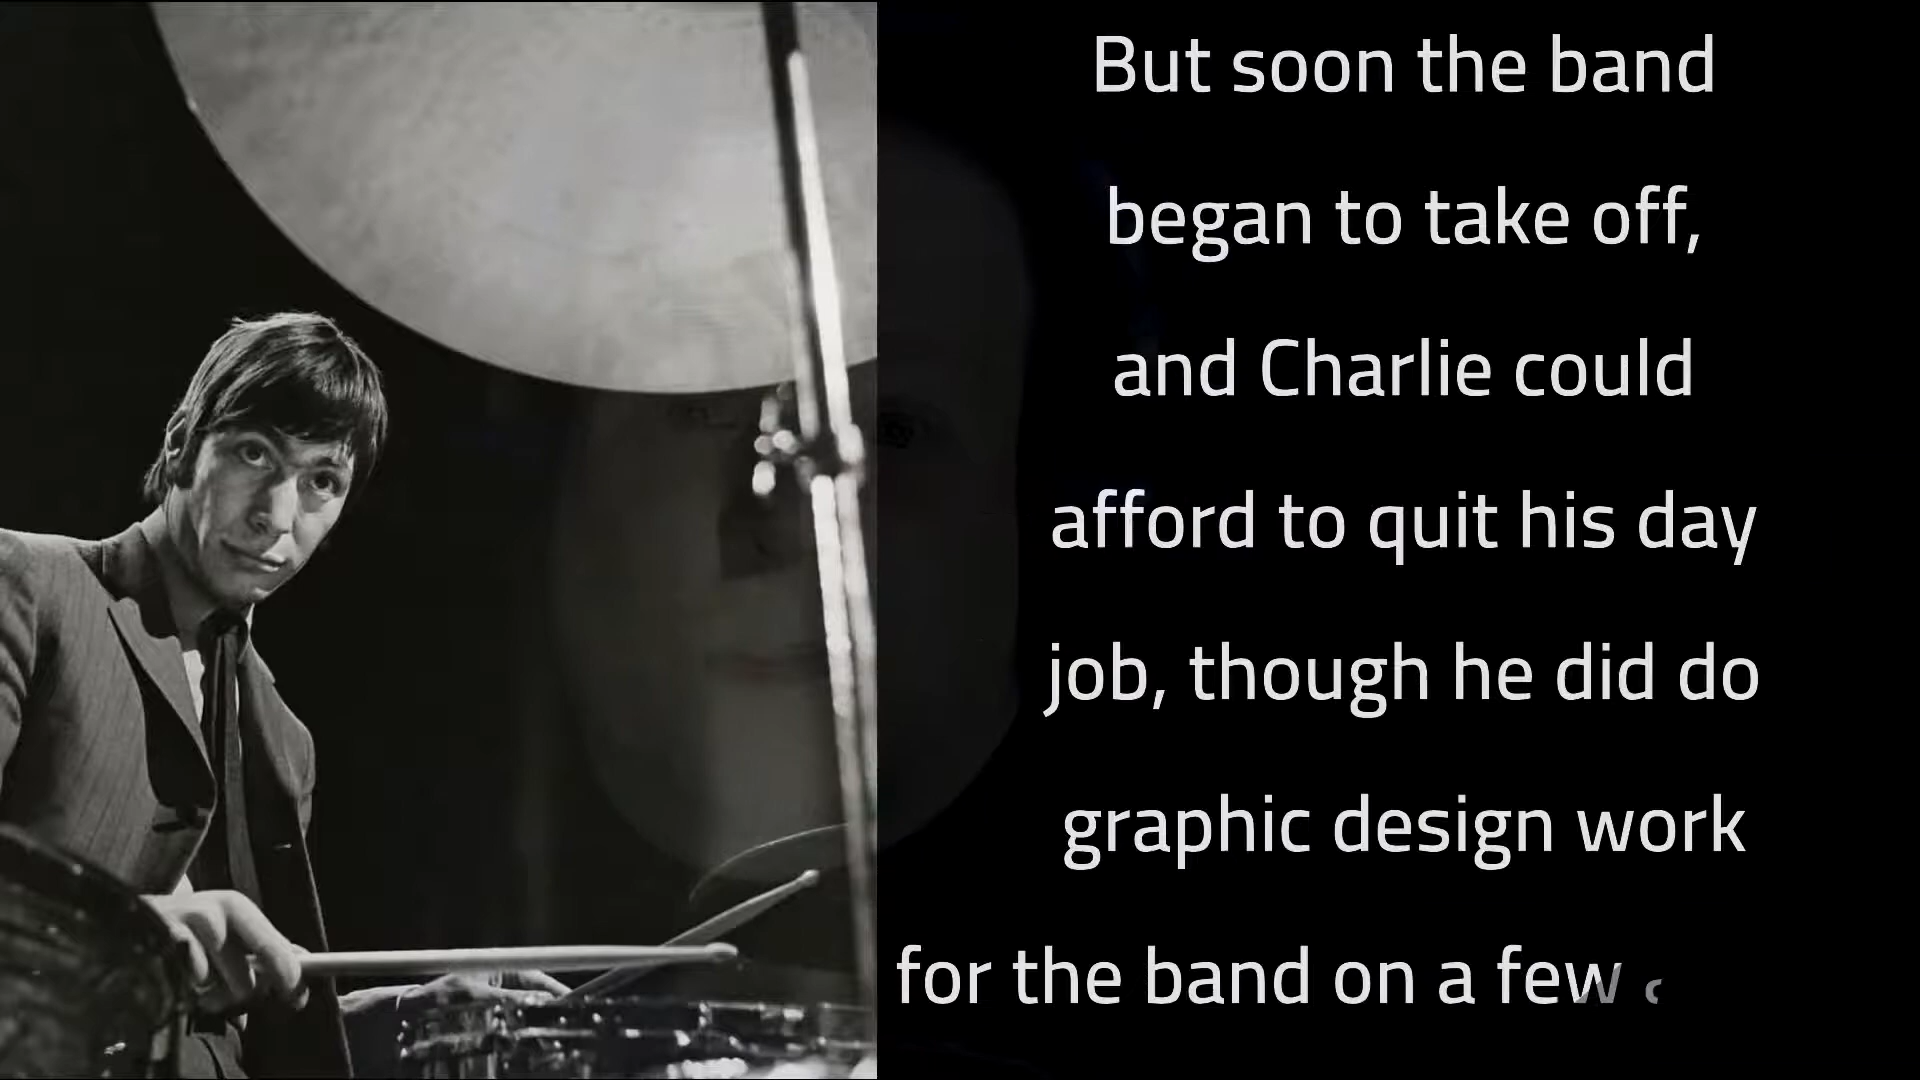 But soon the band
began to take off,
and Charlie could
afford to quit his day
job, though he did do
graphic design work
for the band on a few